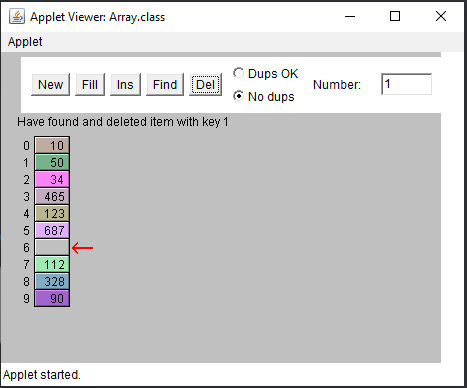 Applet Viewer: Array.class
Applet
New Fill Ins Find Del Dups OK No dups Number: 1
Have found and deleted item with key 1
0 10
1 50
2 34
3 465
4 123
5 687
6
7 112
8 328
9 90
Applet started.